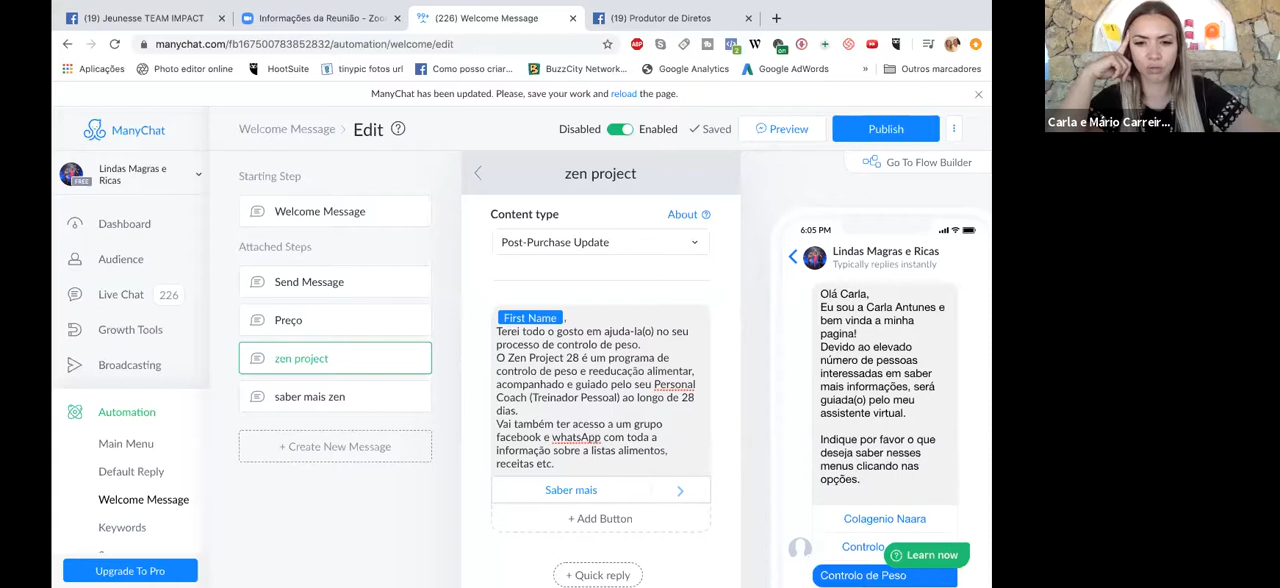 (19) Jeunesse TEAM IMPACT
Informações da Reunião - Zoo
99+ (226) Welcome Message
(19) Produtor de Diretos
manychat.com/fb167500783852832/automation/welcome/edit
Aplicações
Photo editor online
HootSuite
tinypic fotos url
Como posso criar...
BuzzCity Network...
Google Analytics
Google AdWords
»
Outros marcadores
ManyChat has been updated. Please, save your work and reload the page.
ManyChat
Welcome Message
Edit
Disabled
Enabled
Saved
Preview
Publish
Lindas Magras e
Ricas
FREE
Go To Flow Builder
Dashboard
Audience
Live Chat 226
Growth Tools
Broadcasting
Automation
Main Menu
Default Reply
Welcome Message
Keywords
Upgrade To Pro
Starting Step
Welcome Message
Attached Steps
Send Message
Preço
zen project
saber mais zen
+ Create New Message
zen project
Content type
About
Post-Purchase Update
First Name ,
Terei todo o gosto em ajuda-la(o) no seu
processo de controlo de peso.
O Zen Project 28 é um programa de
controlo de peso e reeducação alimentar,
acompanhado e guiado pelo seu Personal
Coach (Treinador Pessoal) ao longo de 28
dias.
Vai também ter acesso a um grupo
facebook e whatsApp com toda a
informação sobre a listas alimentos,
receitas etc.
Saber mais
+ Add Button
+ Quick reply
6:05 PM
Lindas Magras e Ricas
Typically replies instantly
Olá Carla,
Eu sou a Carla Antunes e
bem vinda a minha
pagina!
Devido ao elevado
número de pessoas
interessadas em saber
mais informações, será
guiada(o) pelo meu
assistente virtual.
Indique por favor o que
deseja saber nesses
menus clicando nas
opções.
Colagenio Naara
Controlo
Learn now
Controlo de Peso
Carla e Mário Carreir...